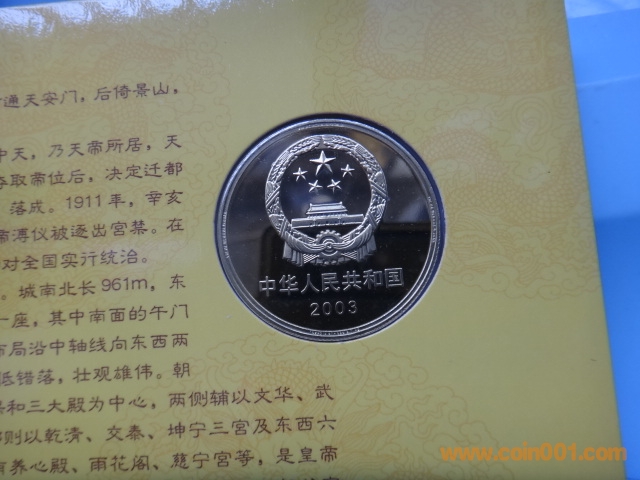 通天安门，后倚景山，
中天，乃天帝所居，天
夺取帝位后，决定迁都
落成。1911年，辛亥
帝溥仪被逐出宫禁。在
对全国实行统治。
城南北长961m，东
一座，其中南面的午门
布局沿中轴线向东西两
低错落，壮观雄伟。朝
和三大殿为中心，两侧辅以文华、武
则以乾清、交泰、坤宁三宫及东西六
有养心殿、雨花阁、慈宁宫等，是皇帝
中华人民共和国
2003
www.coin001.com